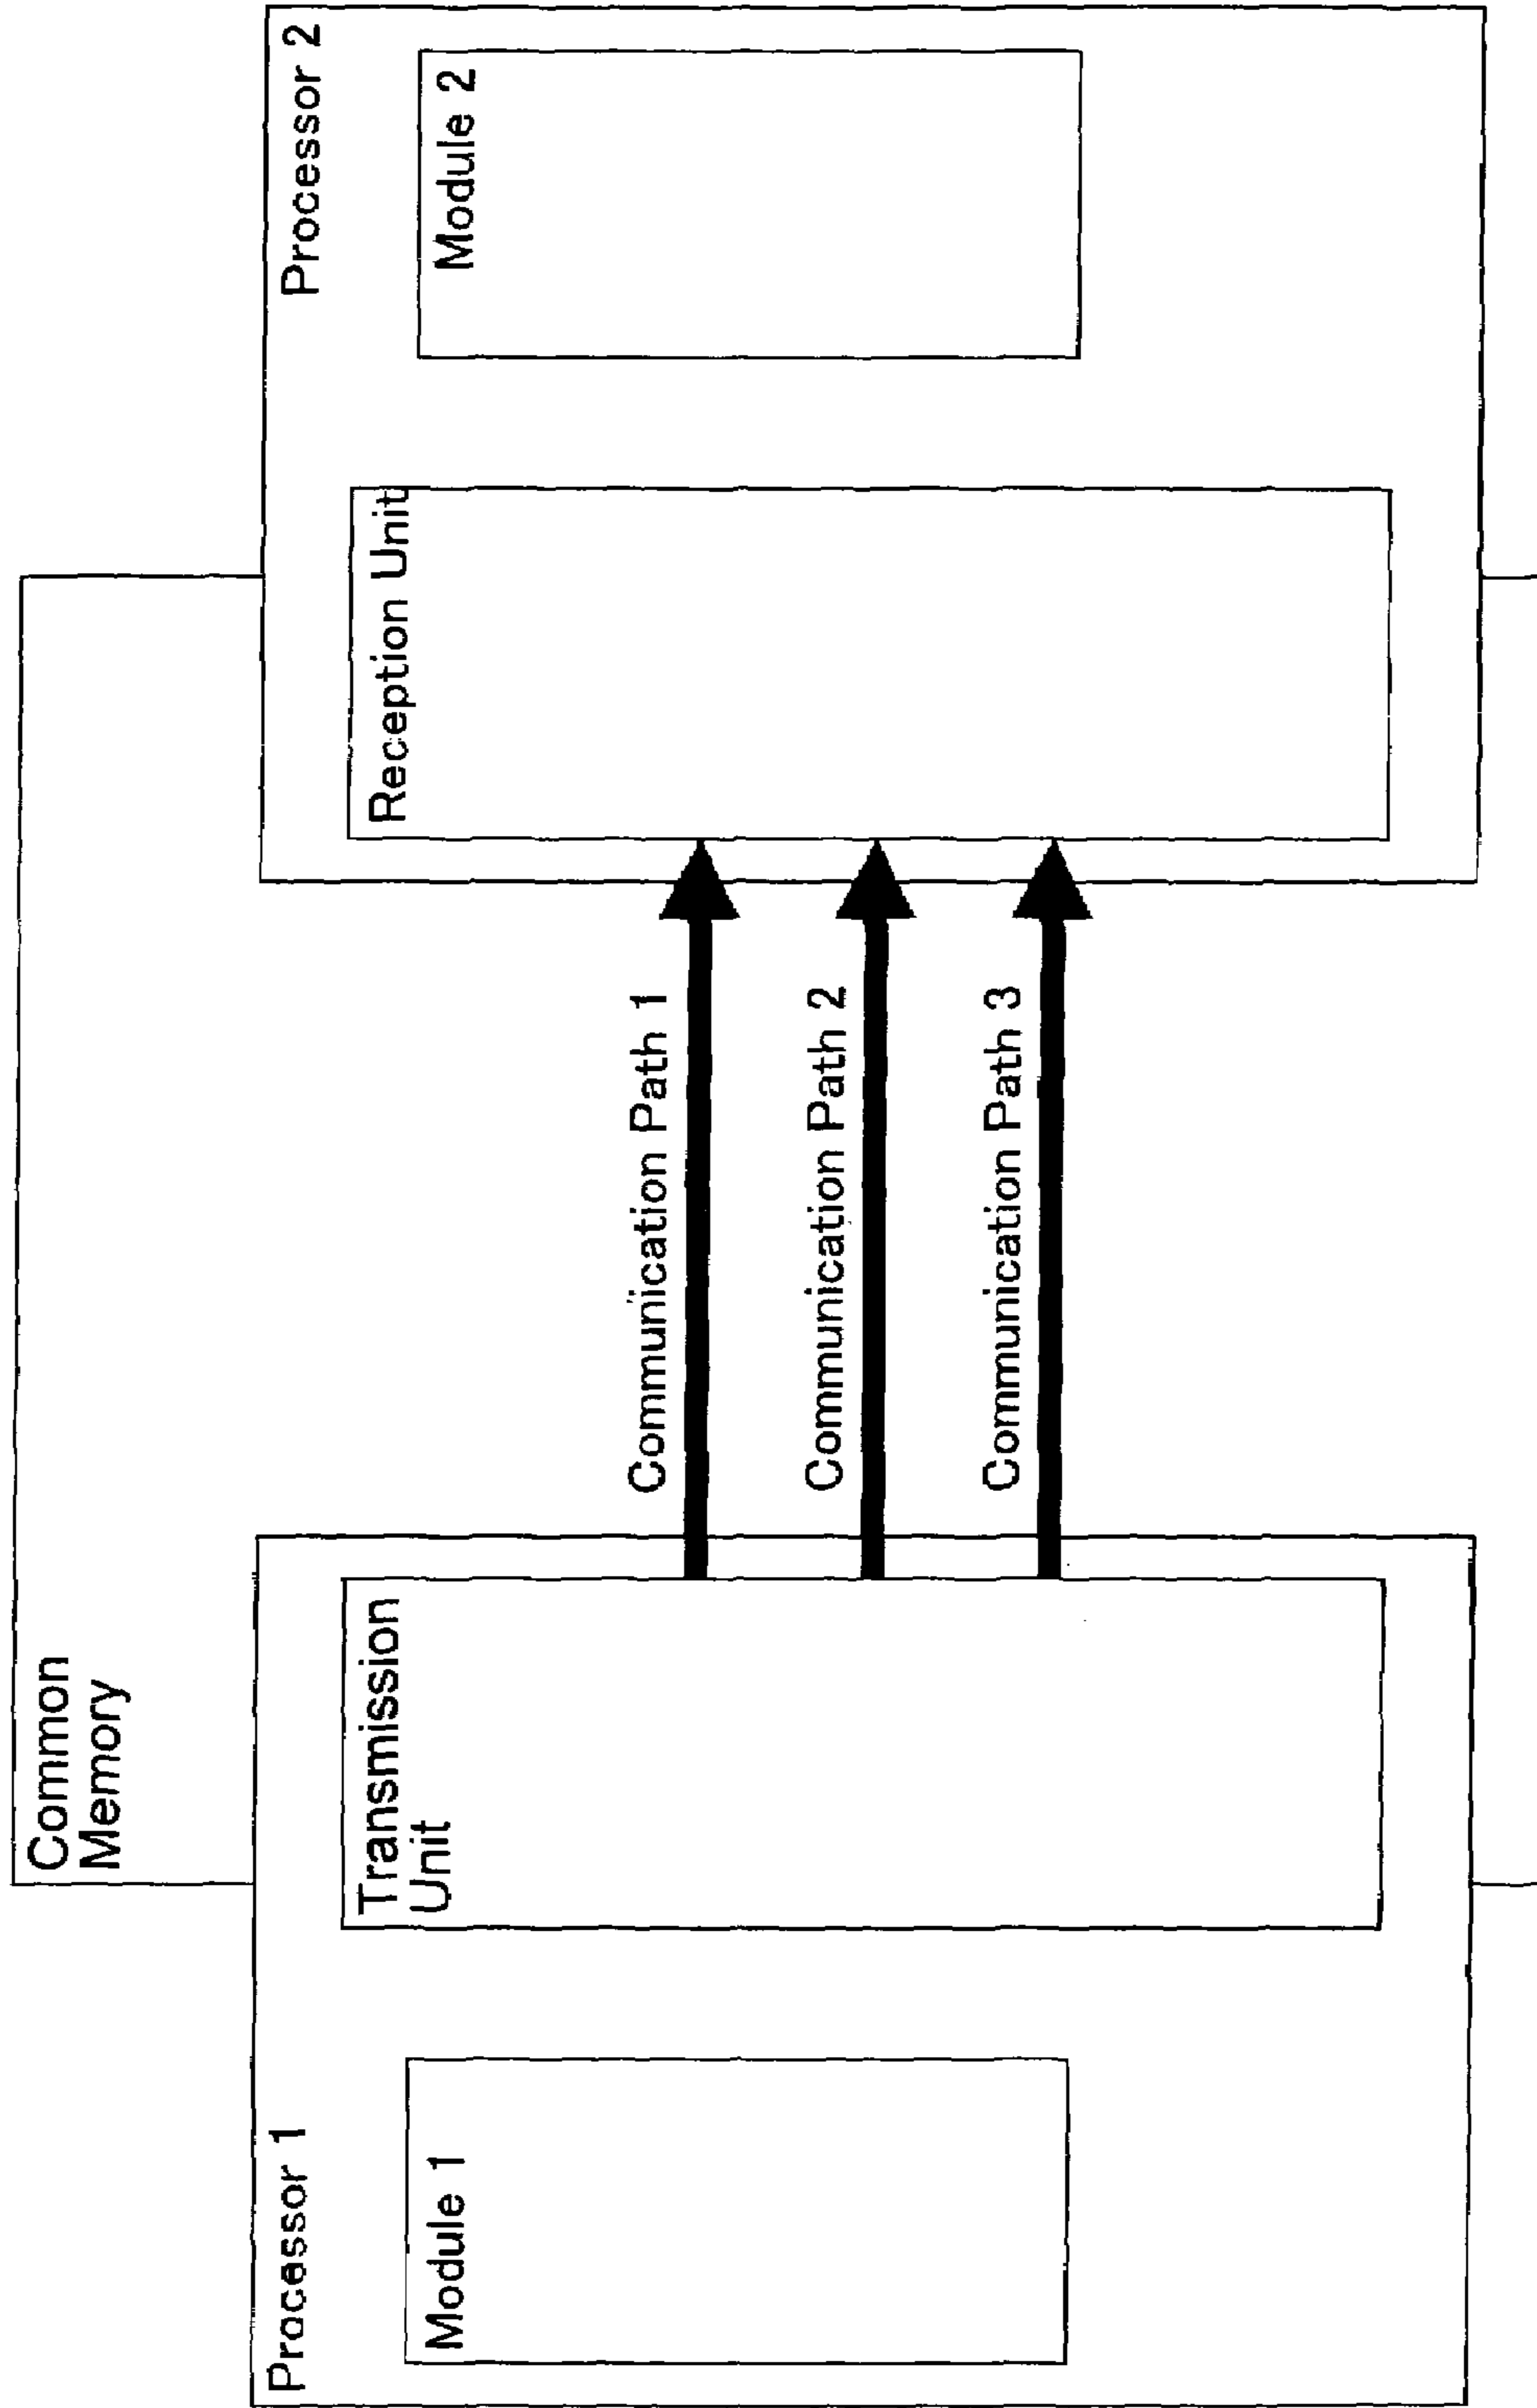 Common
Memory
Processor 1
Module 1
Transmission
Unit
Communication Path 1
Communication Path 2
Communication Path 3
Processor 2
Reception Unit
Module 2